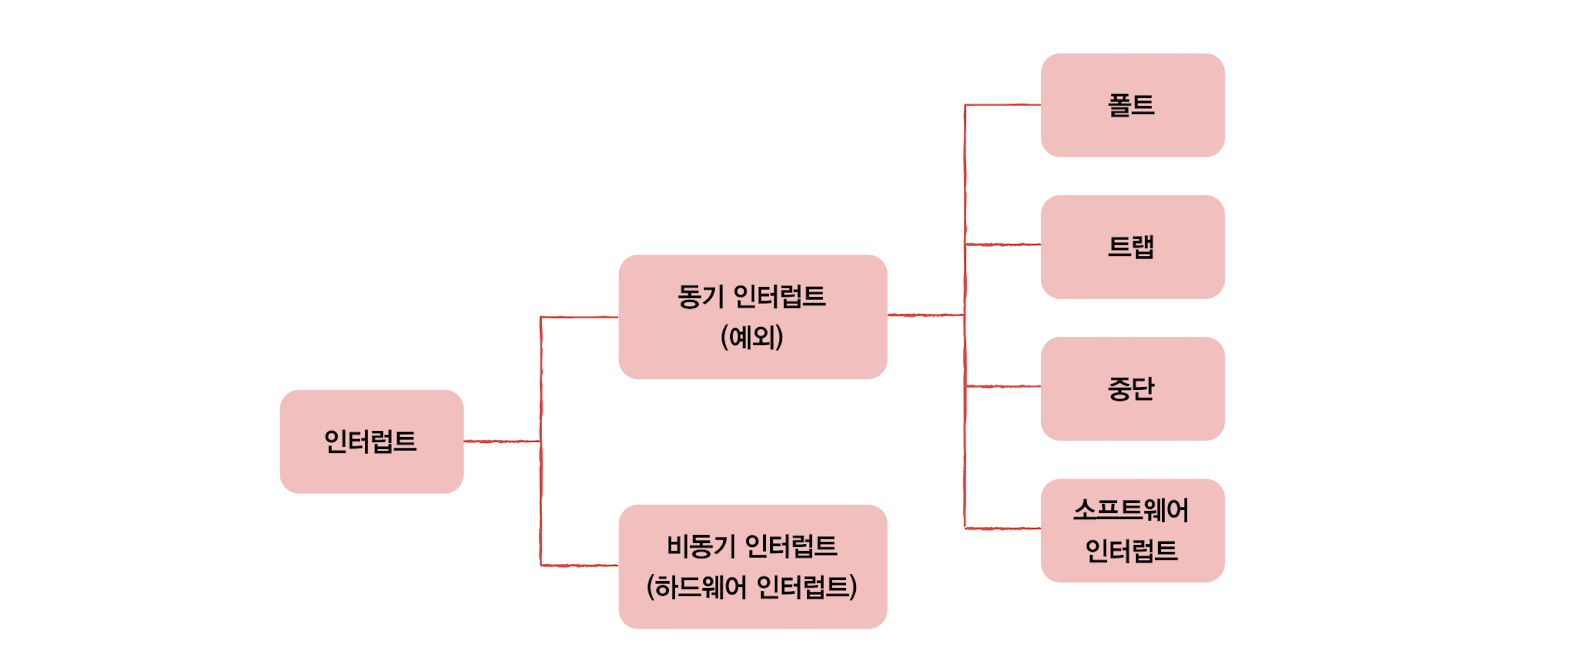 인터럽트
동기 인터럽트
(예외)
비동기 인터럽트
(하드웨어 인터럽트)
폴트
트랩
중단
소프트웨어
인터럽트